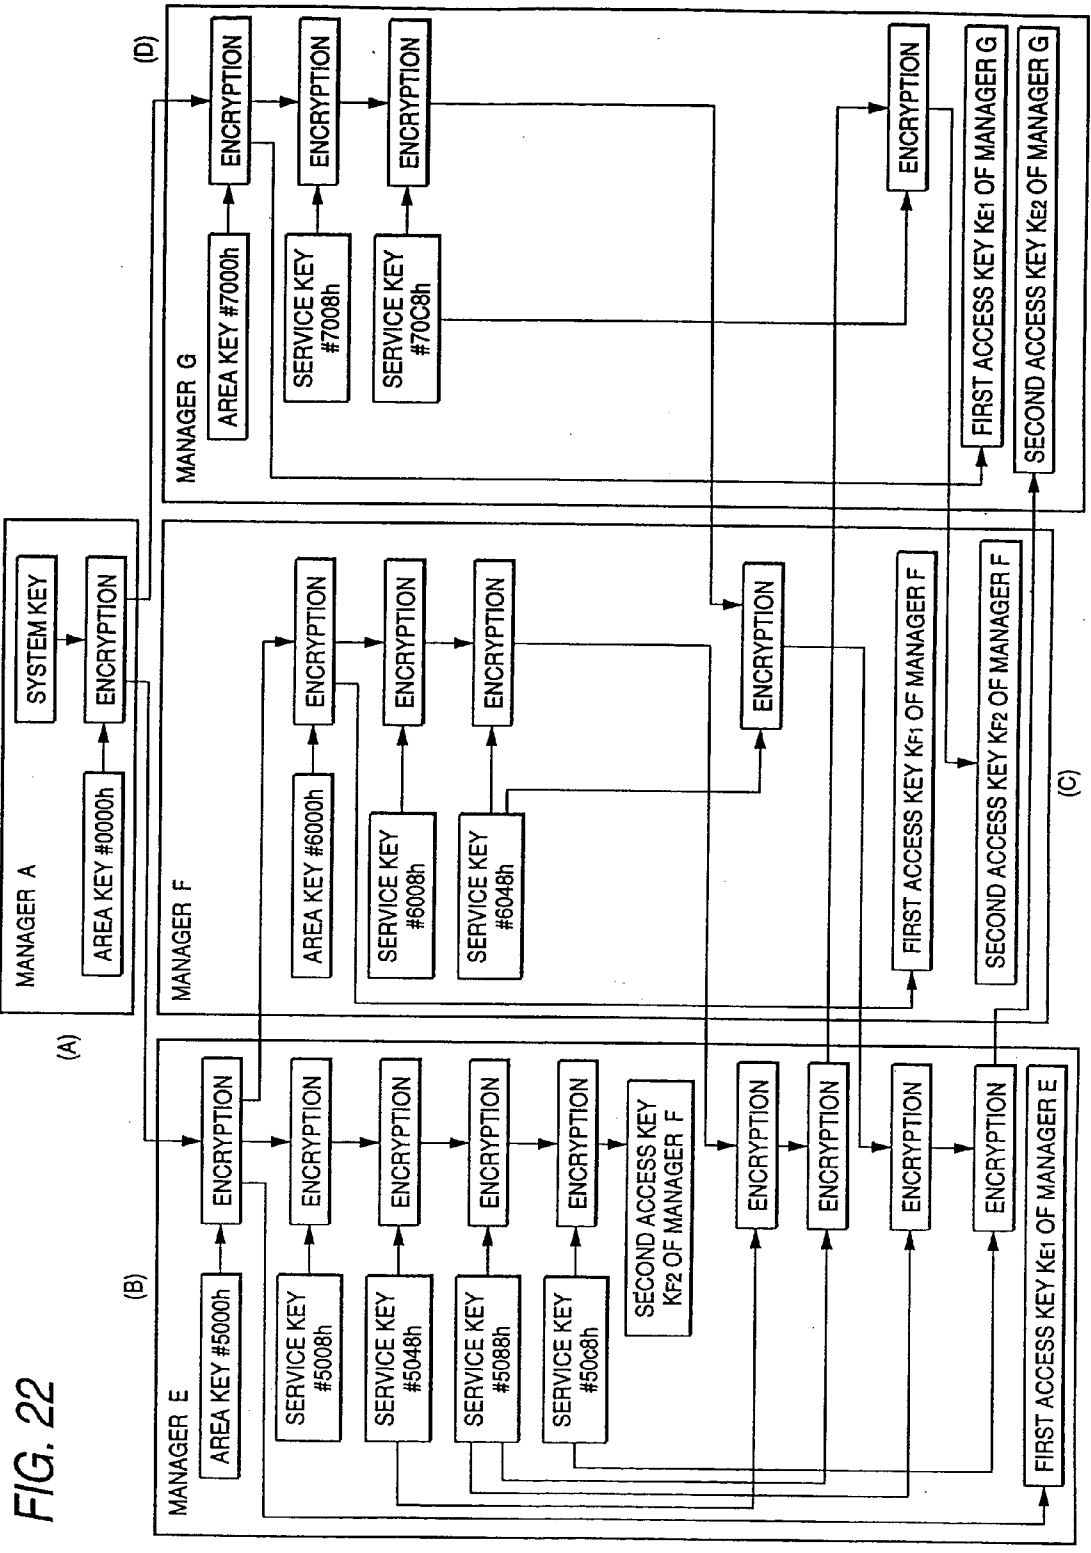 FIG. 22
(A)
MANAGER A
SYSTEM KEY
AREA KEY #0000h
ENCRYPTION
(B)
MANAGER E
AREA KEY #5000h
ENCRYPTION
SERVICE KEY
#5008h
ENCRYPTION
SERVICE KEY
#5048h
ENCRYPTION
SERVICE KEY
#5088h
ENCRYPTION
SERVICE KEY
#50C8h
ENCRYPTION
SECOND ACCESS KEY
KF2 OF MANAGER F
ENCRYPTION
ENCRYPTION
ENCRYPTION
ENCRYPTION
FIRST ACCESS KEY KE1 OF MANAGER E
MANAGER F
AREA KEY #6000h
ENCRYPTION
SERVICE KEY
#6008h
ENCRYPTION
SERVICE KEY
#6048h
ENCRYPTION
ENCRYPTION
FIRST ACCESS KEY KF1 OF MANAGER F
SECOND ACCESS KEY KF2 OF MANAGER F
(C)
(D)
MANAGER G
AREA KEY #7000h
ENCRYPTION
SERVICE KEY
#7008h
ENCRYPTION
SERVICE KEY
#70C8h
ENCRYPTION
ENCRYPTION
FIRST ACCESS KEY KE1 OF MANAGER G
SECOND ACCESS KEY KE2 OF MANAGER G